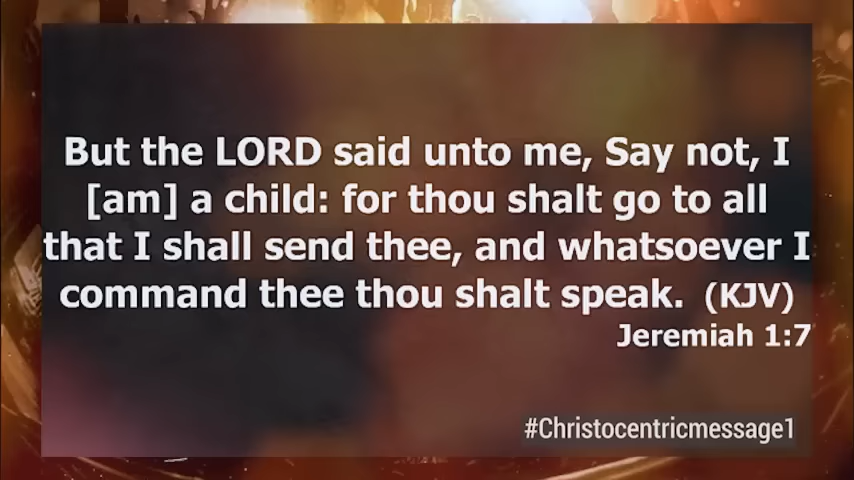 But the LORD said unto me, Say not, I
[am] a child: for thou shalt go to all
that I shall send thee, and whatsoever I
command thee thou shalt speak. (KJV)
Jeremiah 1:7
#Christocentricmessage1